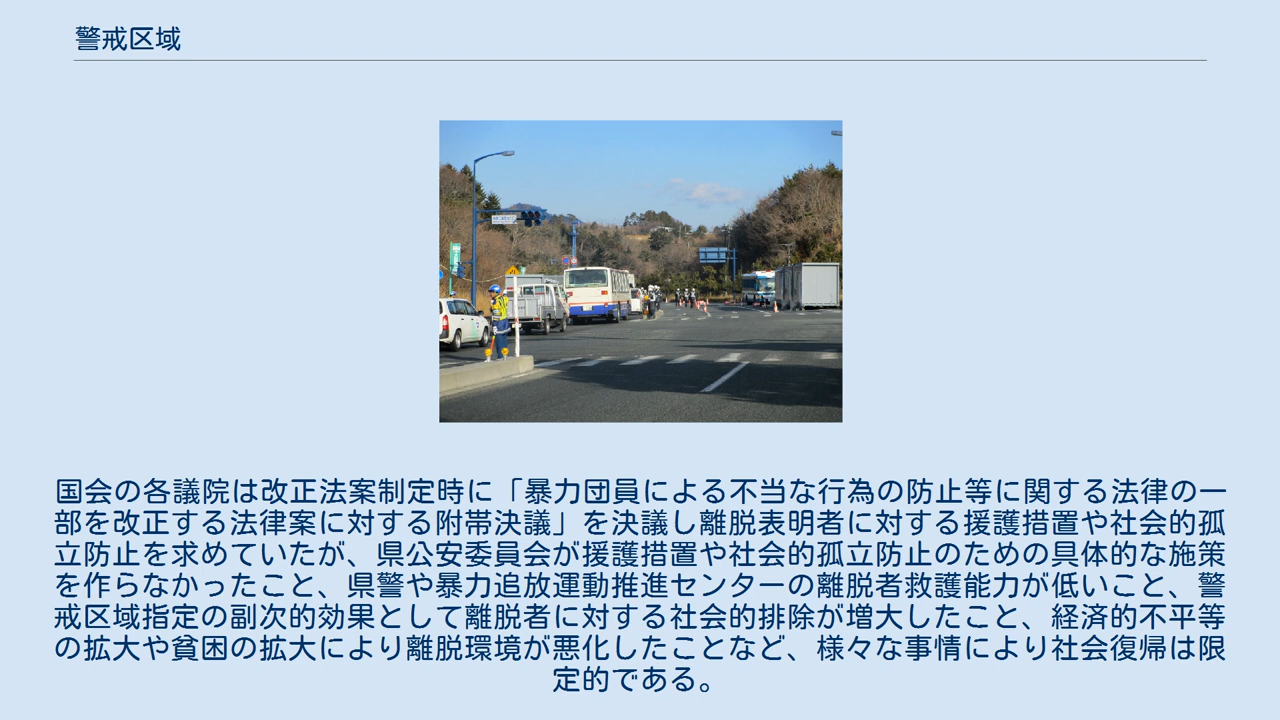 警戒区域
国会の各議院は改正法案制定時に「暴力団員による不当な行為の防止等に関する法律の一
部を改正する法律案に対する附帯決議」を決議し離脱表明者に対する援護措置や社会的孤
立防止を求めていたが、県公安委員会が援護措置や社会的孤立防止のための具体的な施策
を作らなかったこと、県警や暴力追放運動推進センターの離脱者救護能力が低いこと、警
戒区域指定の副次的効果として離脱者に対する社会的排除が増大したこと、経済的不平等
の拡大や貧困の拡大により離脱環境が悪化したことなど、様々な事情により社会復帰は限
定的である。